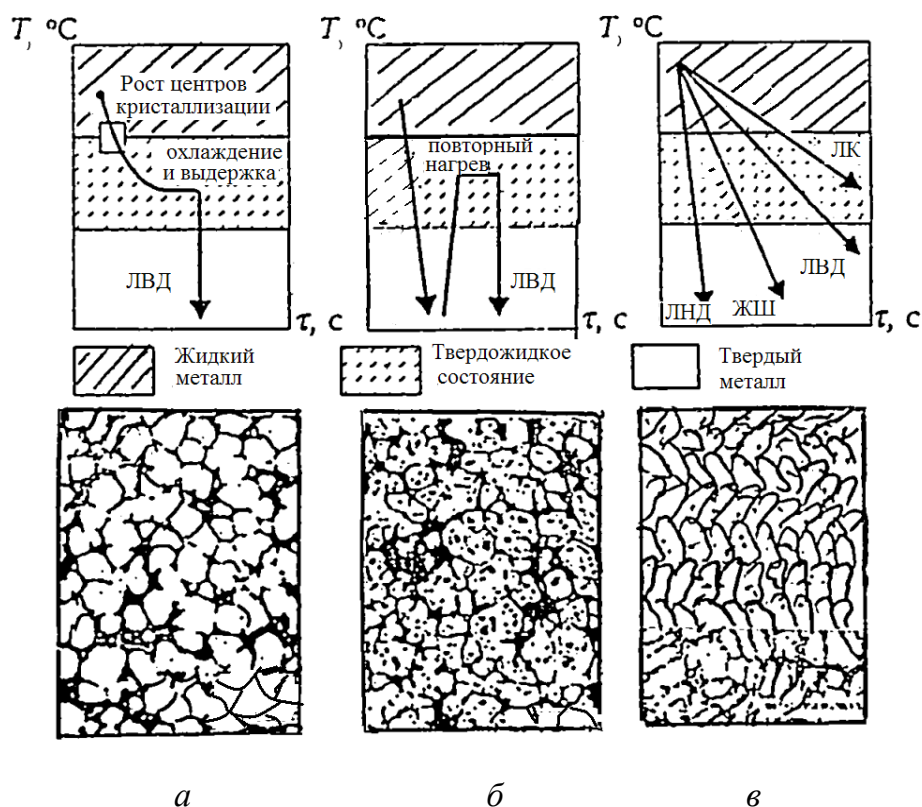 T, °C
T, °C
T, °C
Рост центров
кристаллизации
охлаждение
и выдержка
ЛВД
τ, с
повторный
нагрев
ЛВД
τ, с
ЛК
ЛВД
ЖШ
ЛНД
τ, с
Жидкий
металл
Твердожидкое
состояние
Твердый
металл
а
б
в